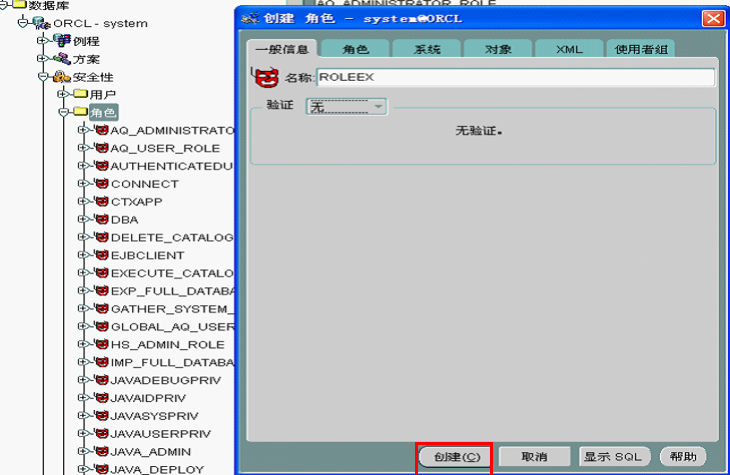 数据库
ORCL - system
例程
方案
安全性
用户
角色
AQ_ADMINISTRATO
AQ_USER_ROLE
AUTHENTICATEDU
CONNECT
CTXAPP
DBA
DELETE_CATALOG
EJBCLIENT
EXECUTE_CATALO
EXP_FULL_DATABA
GATHER_SYSTEM_
GLOBAL_AQ_USER
HS_ADMIN_ROLE
IMP_FULL_DATABA
JAVADEBUGPRIV
JAVAIDPRIV
JAVASYSPRIV
JAVAUSERPRIV
JAVA_ADMIN
JAVA_DEPLOY
AQ_ADMINISTRATOR_ROLE
创建 角色 - system@ORCL
一般信息 角色 系统 对象 XML 使用者组
名称: ROLEEX
验证 无
无验证。
创建(C) 取消 显示 SQL 帮助